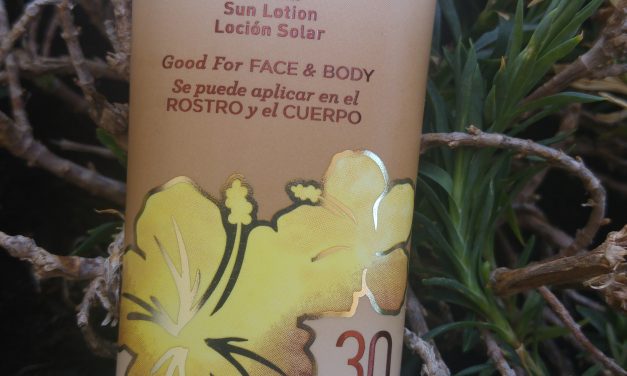 Sun Lotion
Loción Solar
Good For FACE & BODY
Se puede aplicar en el
ROSTRO y el CUERPO
30